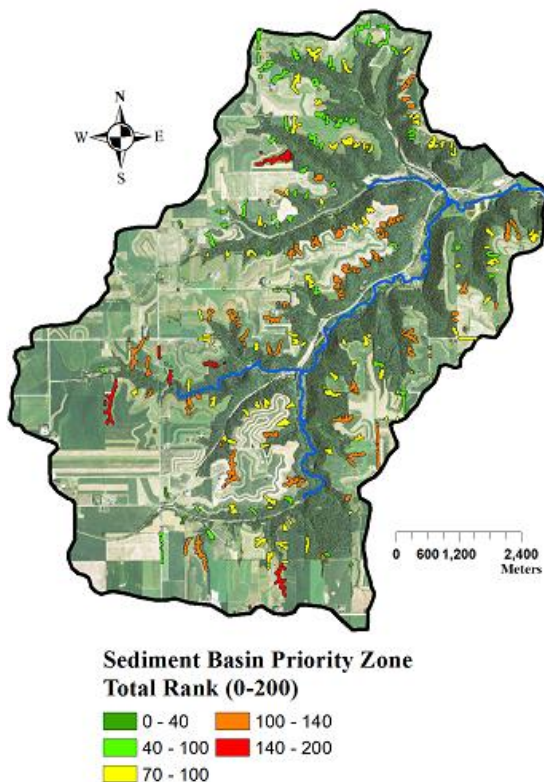 N
W E
S
0 600 1,200 2,400
Meters
Sediment Basin Priority Zone
Total Rank (0-200)
0 - 40 100 - 140
40 - 100 140 - 200
70 - 100